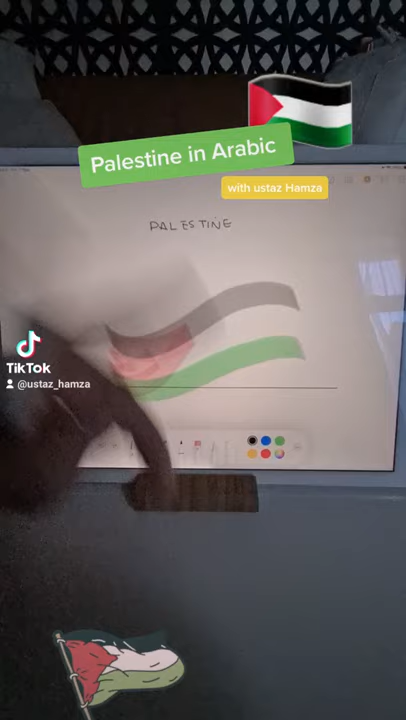 Palestine in Arabic
with ustaz Hamza
PALESTINE
TikTok
@ustaz_hamza